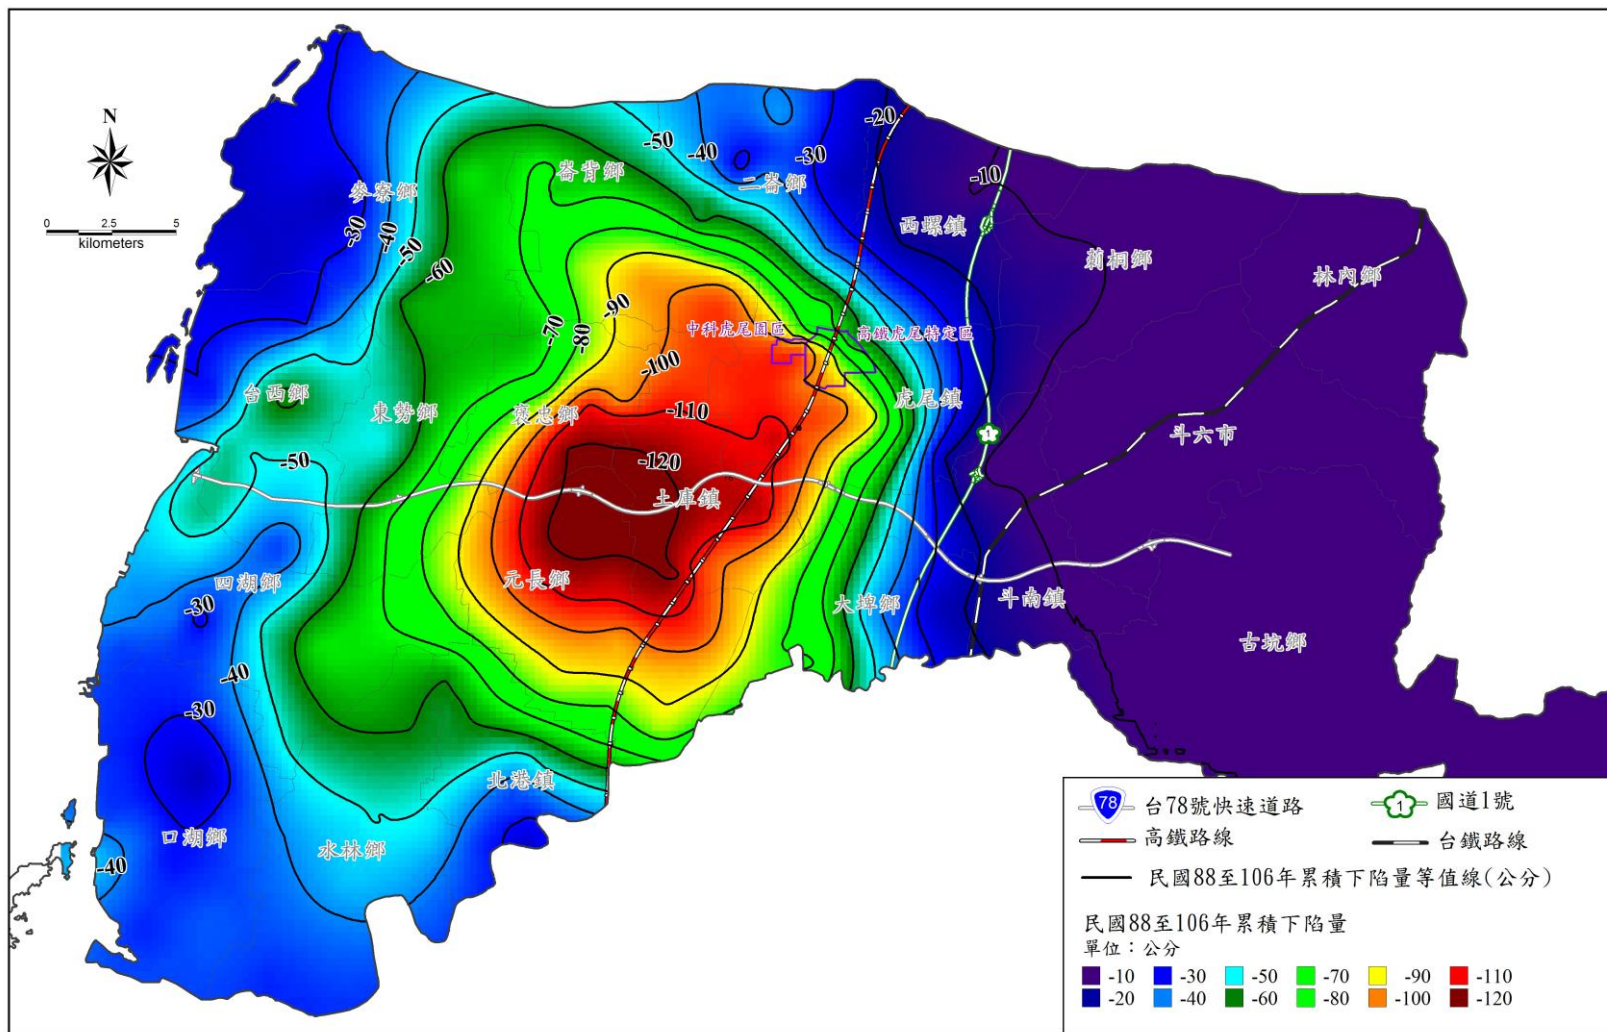 N
0 2.5 5
kilometers
-20
-50
-40
-30
-10
崙背鄉
二崙鄉
麥寮鄉
西螺鎮
-30
-40
-50
-60
莿桐鄉
林內鄉
-90
-70
-80
中科虎尾園區
高鐵虎尾特定區
-100
台西鄉
東勢鄉
褒忠鄉
-110
虎尾鎮
斗六市
1
-50
-120
土庫鎮
四湖鄉
元長鄉
-30
大埤鄉
斗南鎮
古坑鄉
-40
-30
北港鎮
口湖鄉
水林鄉
-40
78 台78號快速道路
1 國道1號
高鐵路線
台鐵路線
民國88至106年累積下陷量等值線(公分)
民國88至106年累積下陷量
單位：公分
-10 -30 -50 -70 -90 -110
-20 -40 -60 -80 -100 -120